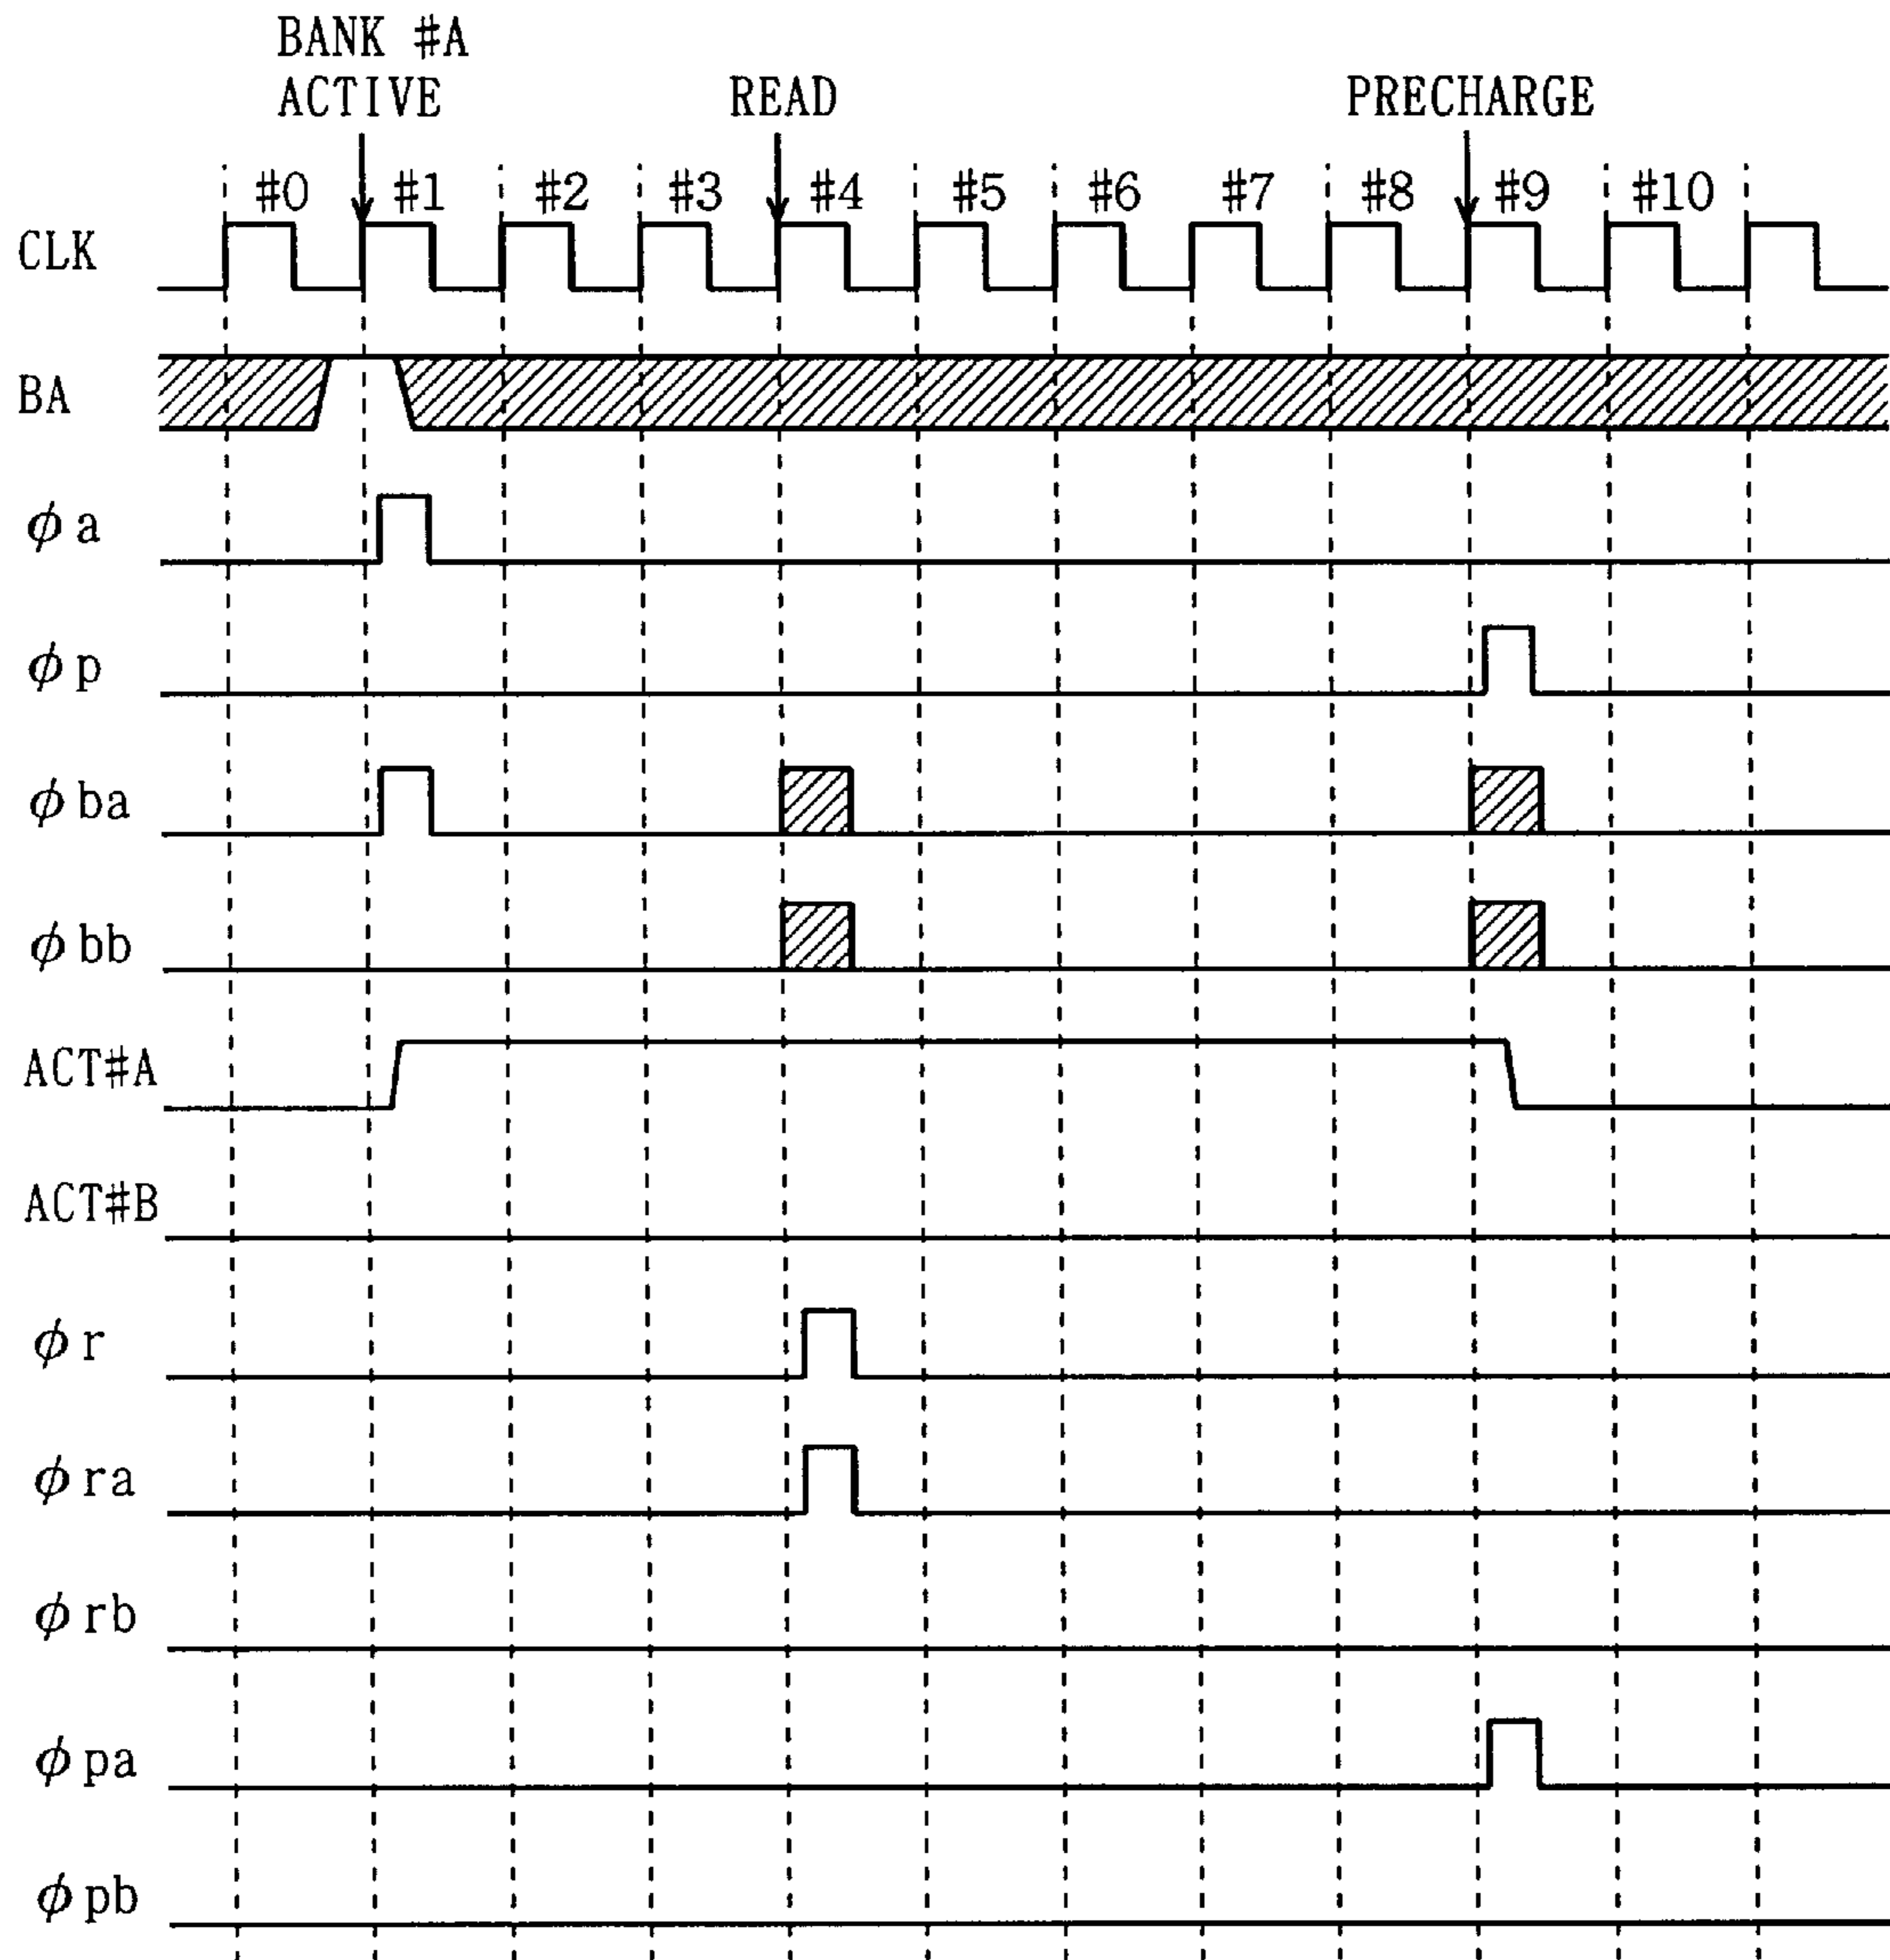 BANK #A
ACTIVE
READ
PRECHARGE
#0 #1 #2 #3 #4 #5 #6 #7 #8 #9 #10
CLK
BA
φa
φp
φba
φbb
ACT#A
ACT#B
φr
φra
φrb
φpa
φpb